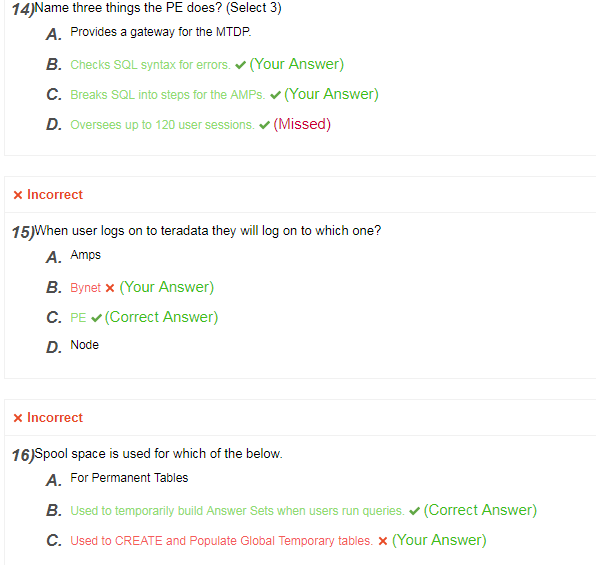 14)Name three things the PE does? (Select 3)
A. Provides a gateway for the MTDP.
B. Checks SQL syntax for errors. ✔ (Your Answer)
C. Breaks SQL into steps for the AMPs. ✔ (Your Answer)
D. Oversees up to 120 user sessions. ✔ (Missed)
✖ Incorrect
15)When user logs on to teradata they will log on to which one?
A. Amps
B. Bynet ✖ (Your Answer)
C. PE ✔ (Correct Answer)
D. Node
✖ Incorrect
16)Spool space is used for which of the below.
A. For Permanent Tables
B. Used to temporarily build Answer Sets when users run queries. ✔ (Correct Answer)
C. Used to CREATE and Populate Global Temporary tables. ✖ (Your Answer)